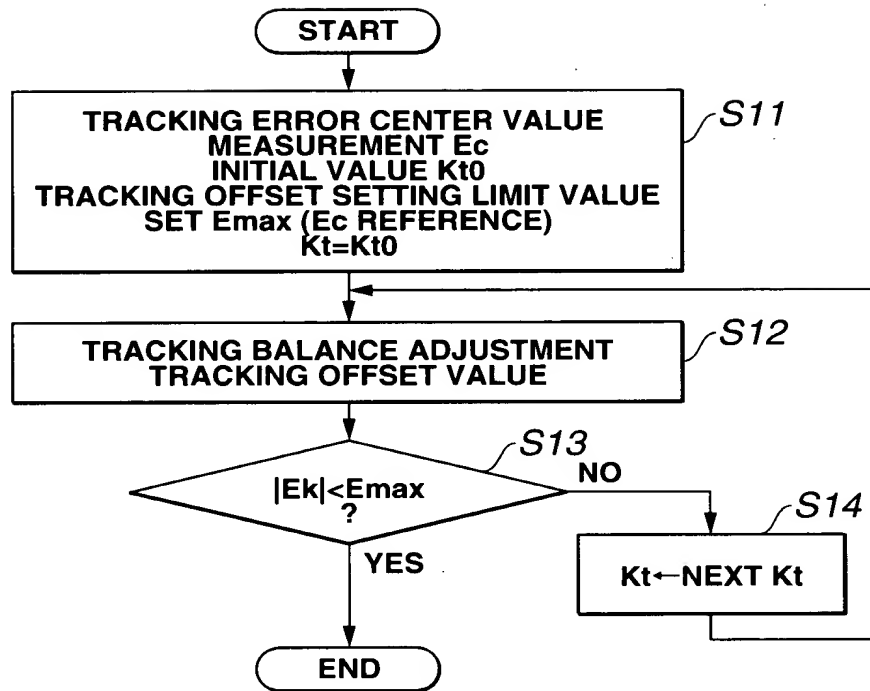 START
S11
TRACKING ERROR CENTER VALUE
MEASUREMENT Ec
INITIAL VALUE Kt0
TRACKING OFFSET SETTING LIMIT VALUE
SET Emax (Ec REFERENCE)
Kt=Kt0
S12
TRACKING BALANCE ADJUSTMENT
TRACKING OFFSET VALUE
S13
|Ek|<Emax
?
NO
YES
S14
Kt←NEXT Kt
END